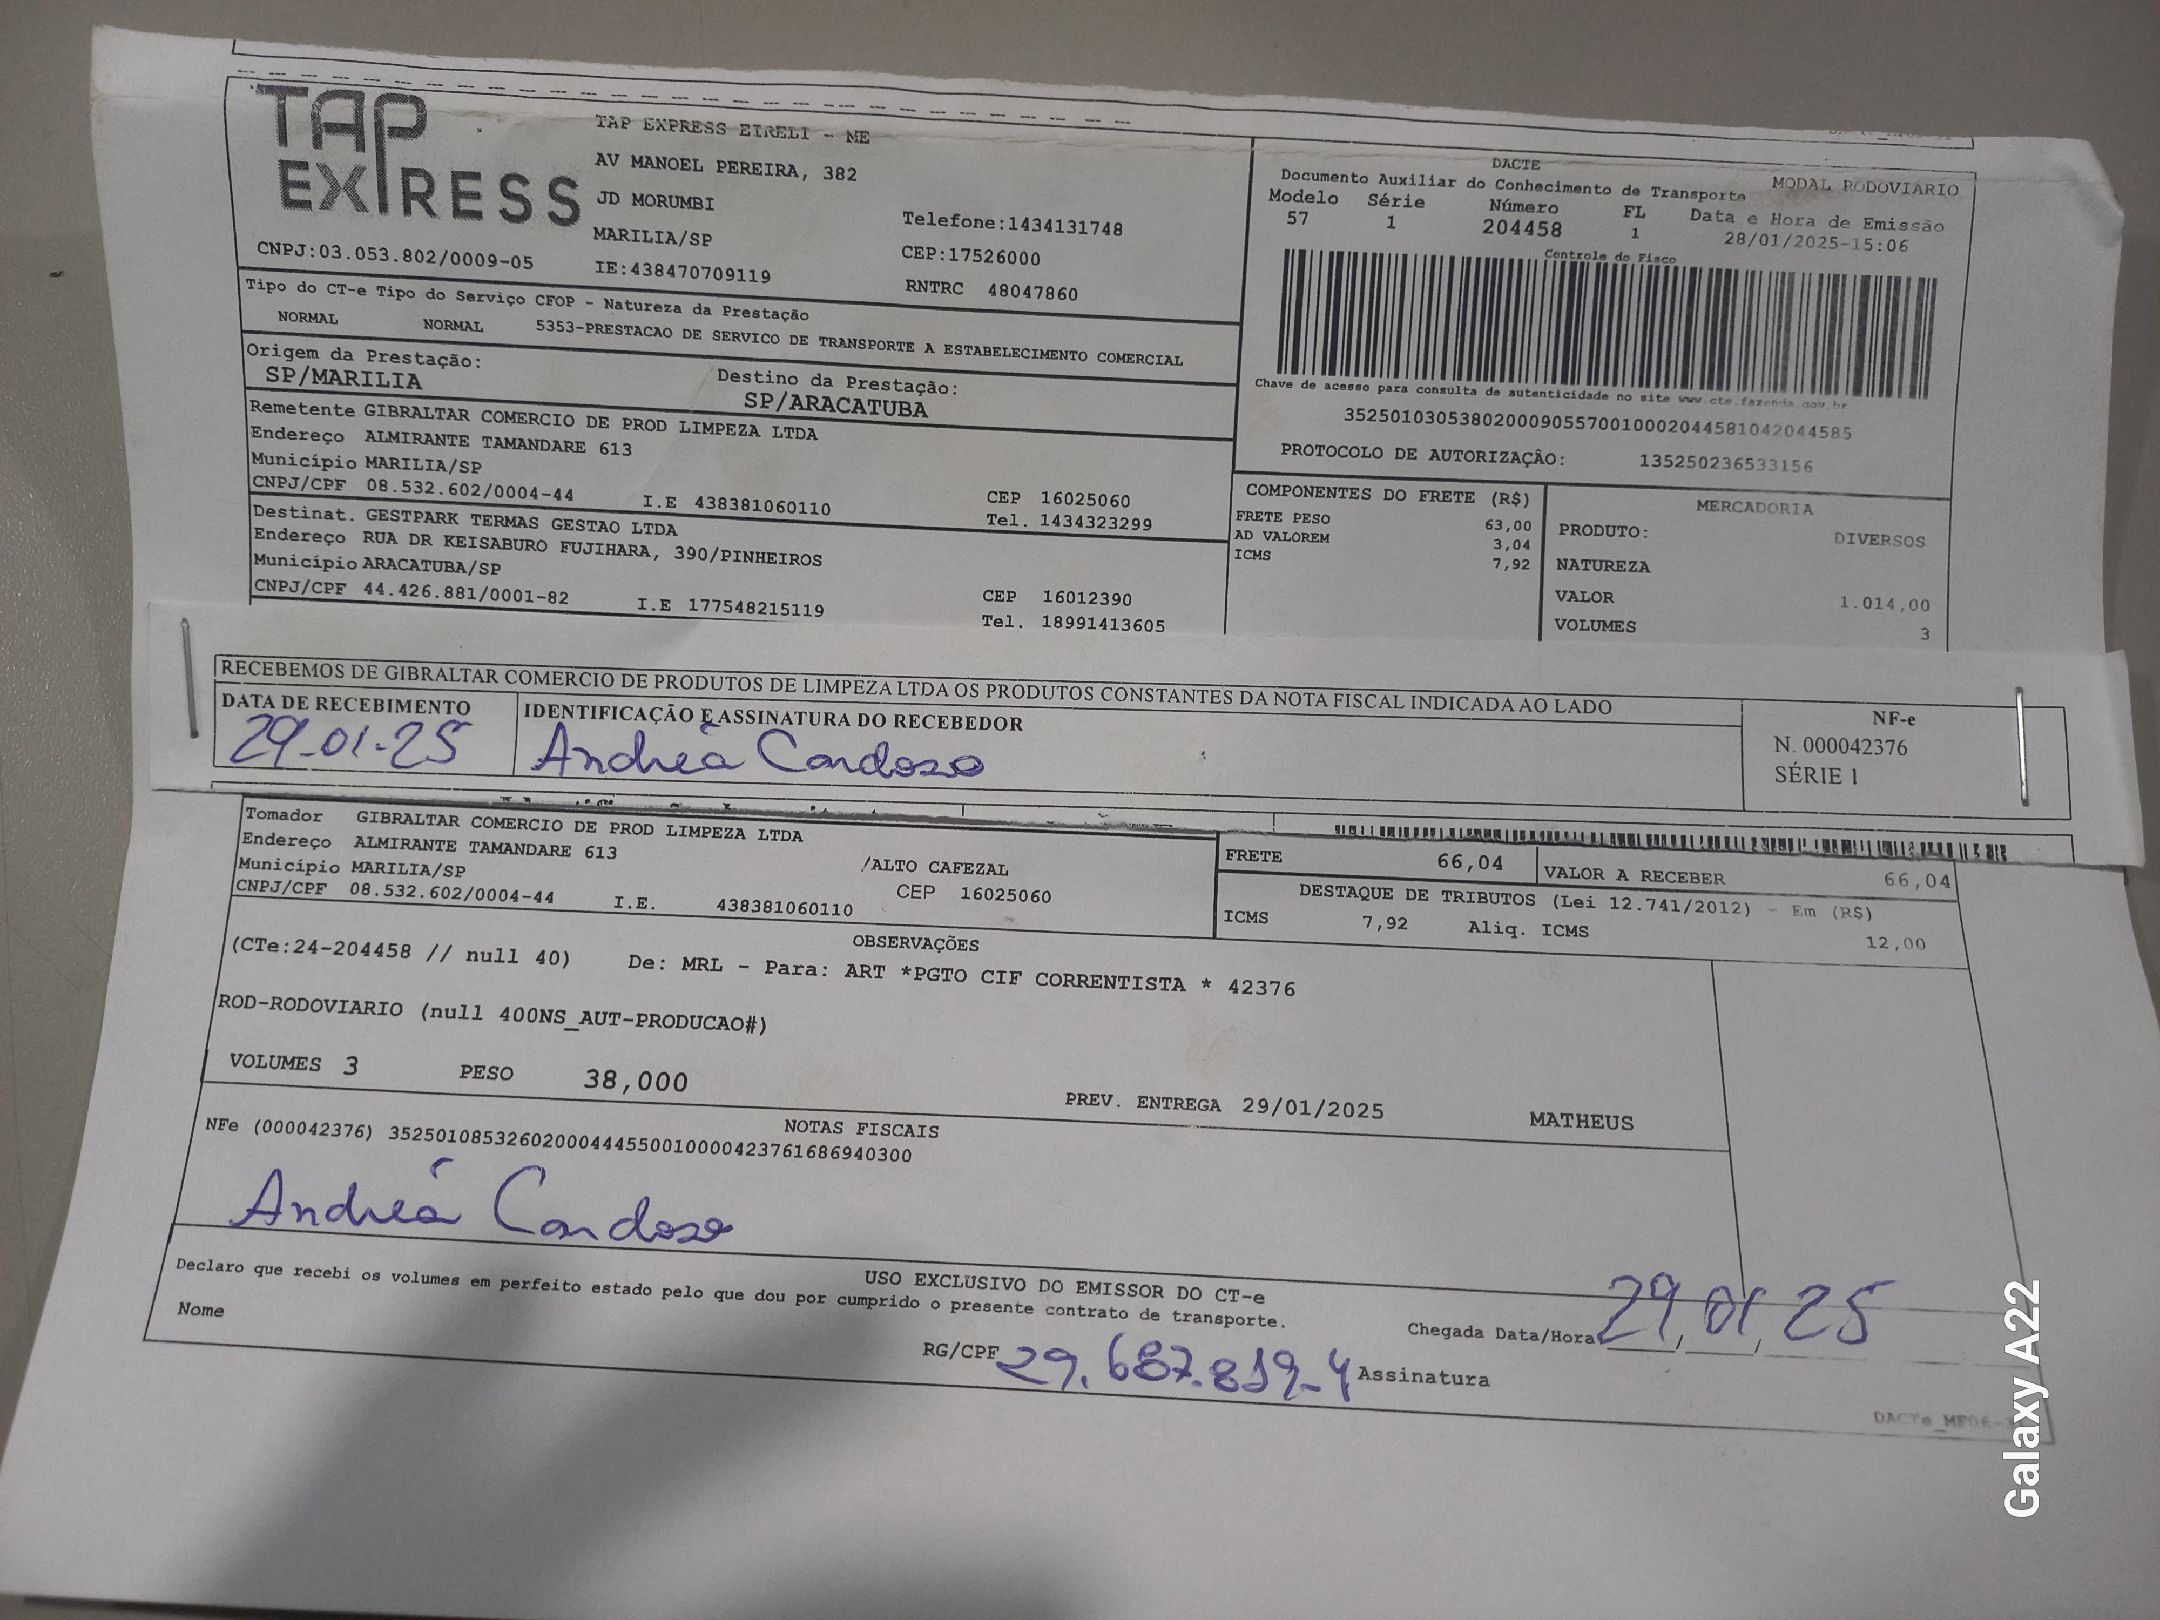 TAP
EXPRESS
CNPJ:03.053.802/0009-05
TAP EXPRESS EIRELI - ME
AV MANOEL PEREIRA, 382
JD MORUMBI
MARILIA/SP
IE:438470709119
Telefone:1434131748
CEP:17526000
RNTRC 48047860
DACTE
MODAL RODOVIÁRIO
Documento Auxiliar do Conhecimento de Transporte
Modelo Série Número FL Data e Hora de Emissão
57 1 204458 1 28/01/2025-15:06
Controle do Fisco
Chave de acesso para consulta de autenticidade no site www.cte.fazenda.gov.br
35250103053802000905570010002044581042044585
PROTOCOLO DE AUTORIZAÇÂO: 135250236533156
Tipo do CT-e Tipo do Serviço CFOP - Natureza da Prestação
NORMAL NORMAL 5353-PRESTACAO DE SERVICO DE TRANSPORTE A ESTABELECIMENTO COMERCIAL
Origem da Prestação:
SP/MARILIA
Destino da Prestação:
SP/ARACATUBA
Remetente GIBRALTAR COMERCIO DE PROD LIMPEZA LTDA
Endereço ALMIRANTE TAMANDARE 613
Município MARILIA/SP
CNPJ/CPF 08.532.602/0004-44 I.E 438381060110
CEP 16025060
Tel. 1434323299
Destinat. GESTPARK TERMAS GESTAO LTDA
Endereço RUA DR KEISABURO FUJIHARA, 390/PINHEIROS
Município ARACATUBA/SP
CNPJ/CPF 44.426.881/0001-82 I.E 177548215119
CEP 16012390
Tel. 18991413605
COMPONENTES DO FRETE (R$)
FRETE PESO 63,00
AD VALOREM 3,04
ICMS 7,92
MERCADORIA
PRODUTO: DIVERSOS
NATUREZA
VALOR 1.014,00
VOLUMES 3
RECEBEMOS DE GIBRALTAR COMERCIO DE PRODUTOS DE LIMPEZA LTDA OS PRODUTOS CONSTANTES DA NOTA FISCAL INDICADA AO LADO
DATA DE RECEBIMENTO
29-01-25
IDENTIFICAÇÃO E ASSINATURA DO RECEBEDOR
Andréa Cardoso
NF-e
N. 000042376
SÉRIE 1
Tomador GIBRALTAR COMERCIO DE PROD LIMPEZA LTDA
Endereço ALMIRANTE TAMANDARE 613
/ALTO CAFEZAL
Município MARILIA/SP
CEP 16025060
CNPJ/CPF 08.532.602/0004-44 I.E. 438381060110
FRETE 66,04
VALOR A RECEBER 66,04
DESTAQUE DE TRIBUTOS (Lei 12.741/2012) - Em (R$)
ICMS 7,92 Aliq. ICMS 12,00
OBSERVAÇÕES
(CTe:24-204458 // null 40) De: MRL - Para: ART *PGTO CIF CORRENTISTA * 42376
ROD-RODOVIARIO (null 400NS_AUT-PRODUCAO#)
VOLUMES 3 PESO 38,000
PREV. ENTREGA 29/01/2025 MATHEUS
NOTAS FISCAIS
NFe (000042376) 35250108532602000444550010000423761686940300
Andréa Cardoso
USO EXCLUSIVO DO EMISSOR DO CT-e
Declaro que recebi os volumes em perfeito estado pelo que dou por cumprido o presente contrato de transporte.
Nome
RG/CPF 29.687.819-4 Assinatura
Chegada Data/Hora 29/01/25
Galaxy A22